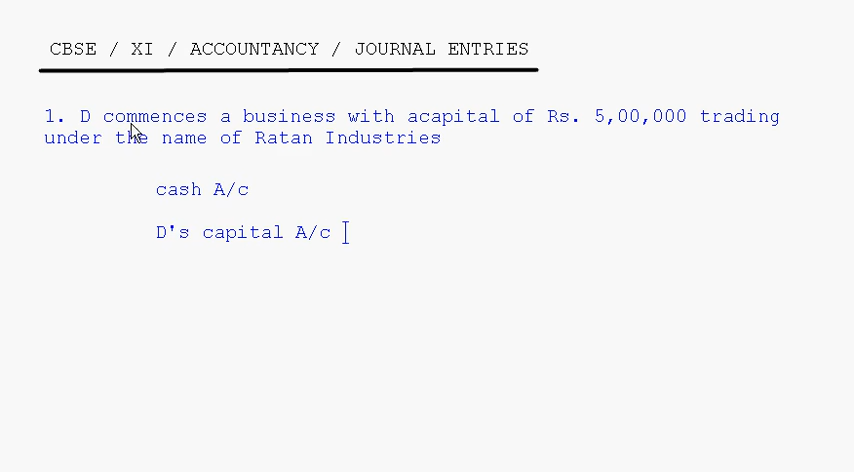 CBSE / XI / ACCOUNTANCY / JOURNAL ENTRIES
1. D commences a business with acapital of Rs. 5,00,000 trading
under the name of Ratan Industries
cash A/c
D's capital A/c